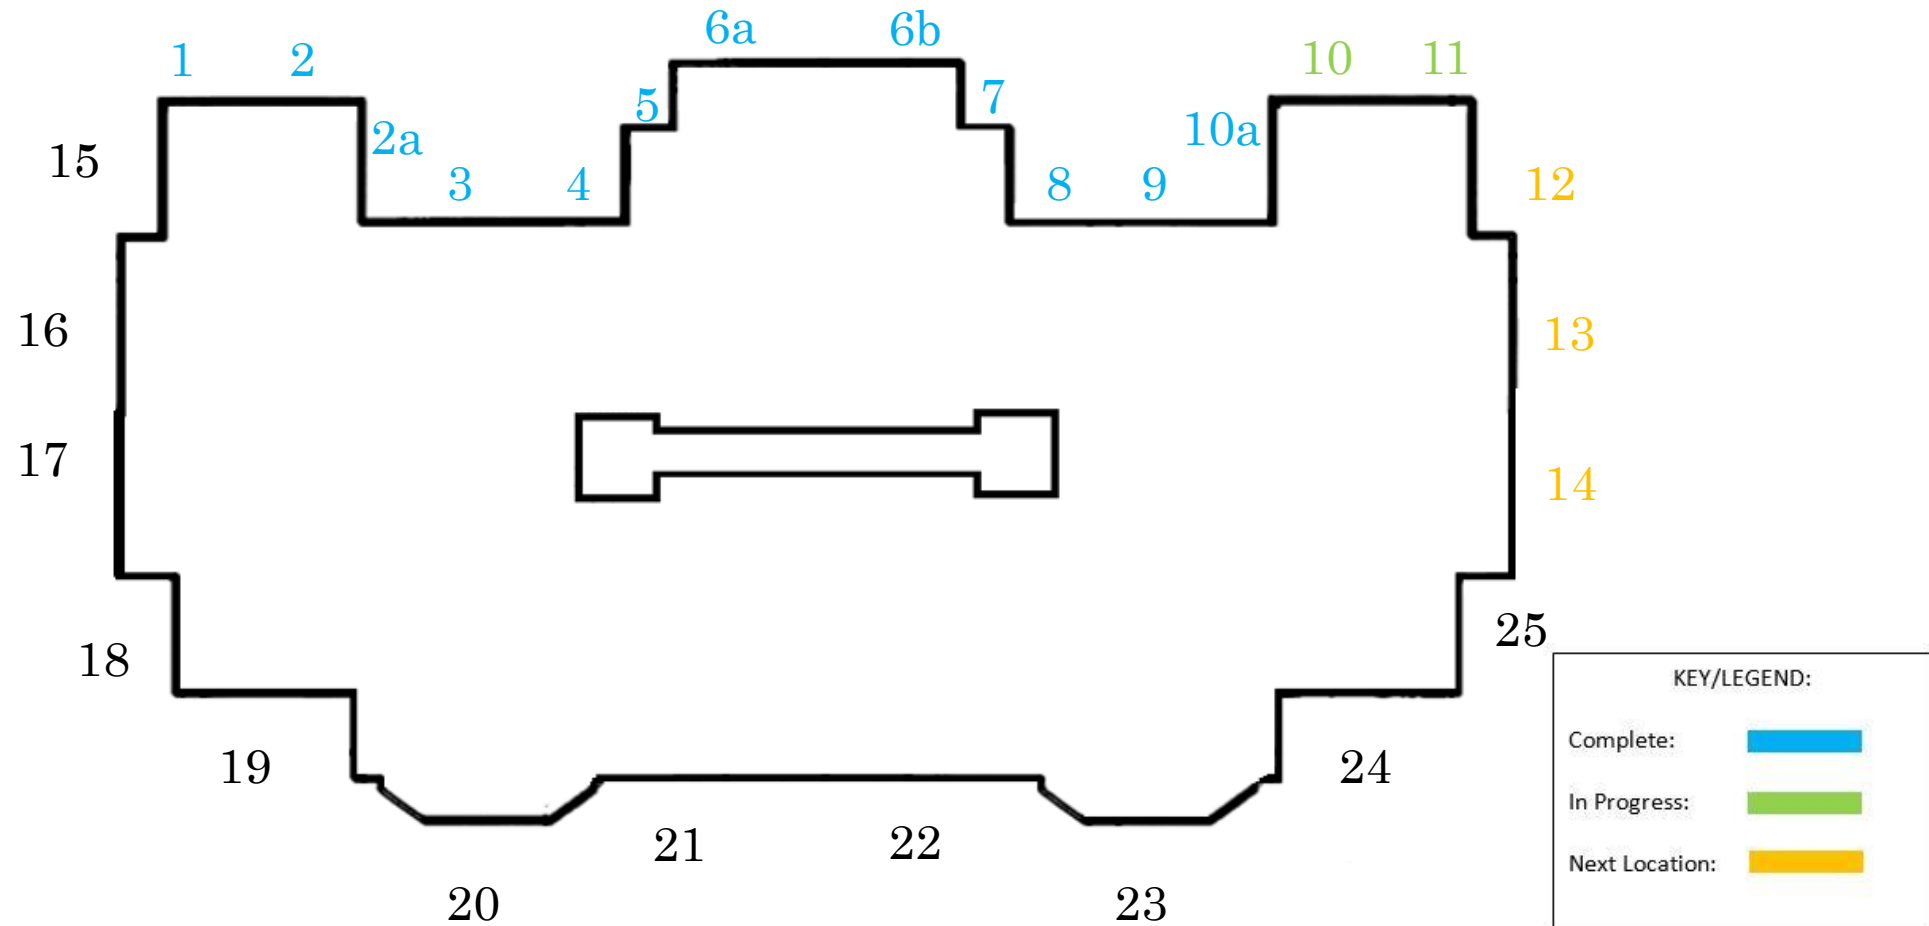 6a 6b
1 2 10 11
5 7
2a 10a
15 3 4 8 9 12
16 13
17 14
18 25
KEY/LEGEND:
Complete:
19 24
In Progress:
21 22
Next Location:
20 23